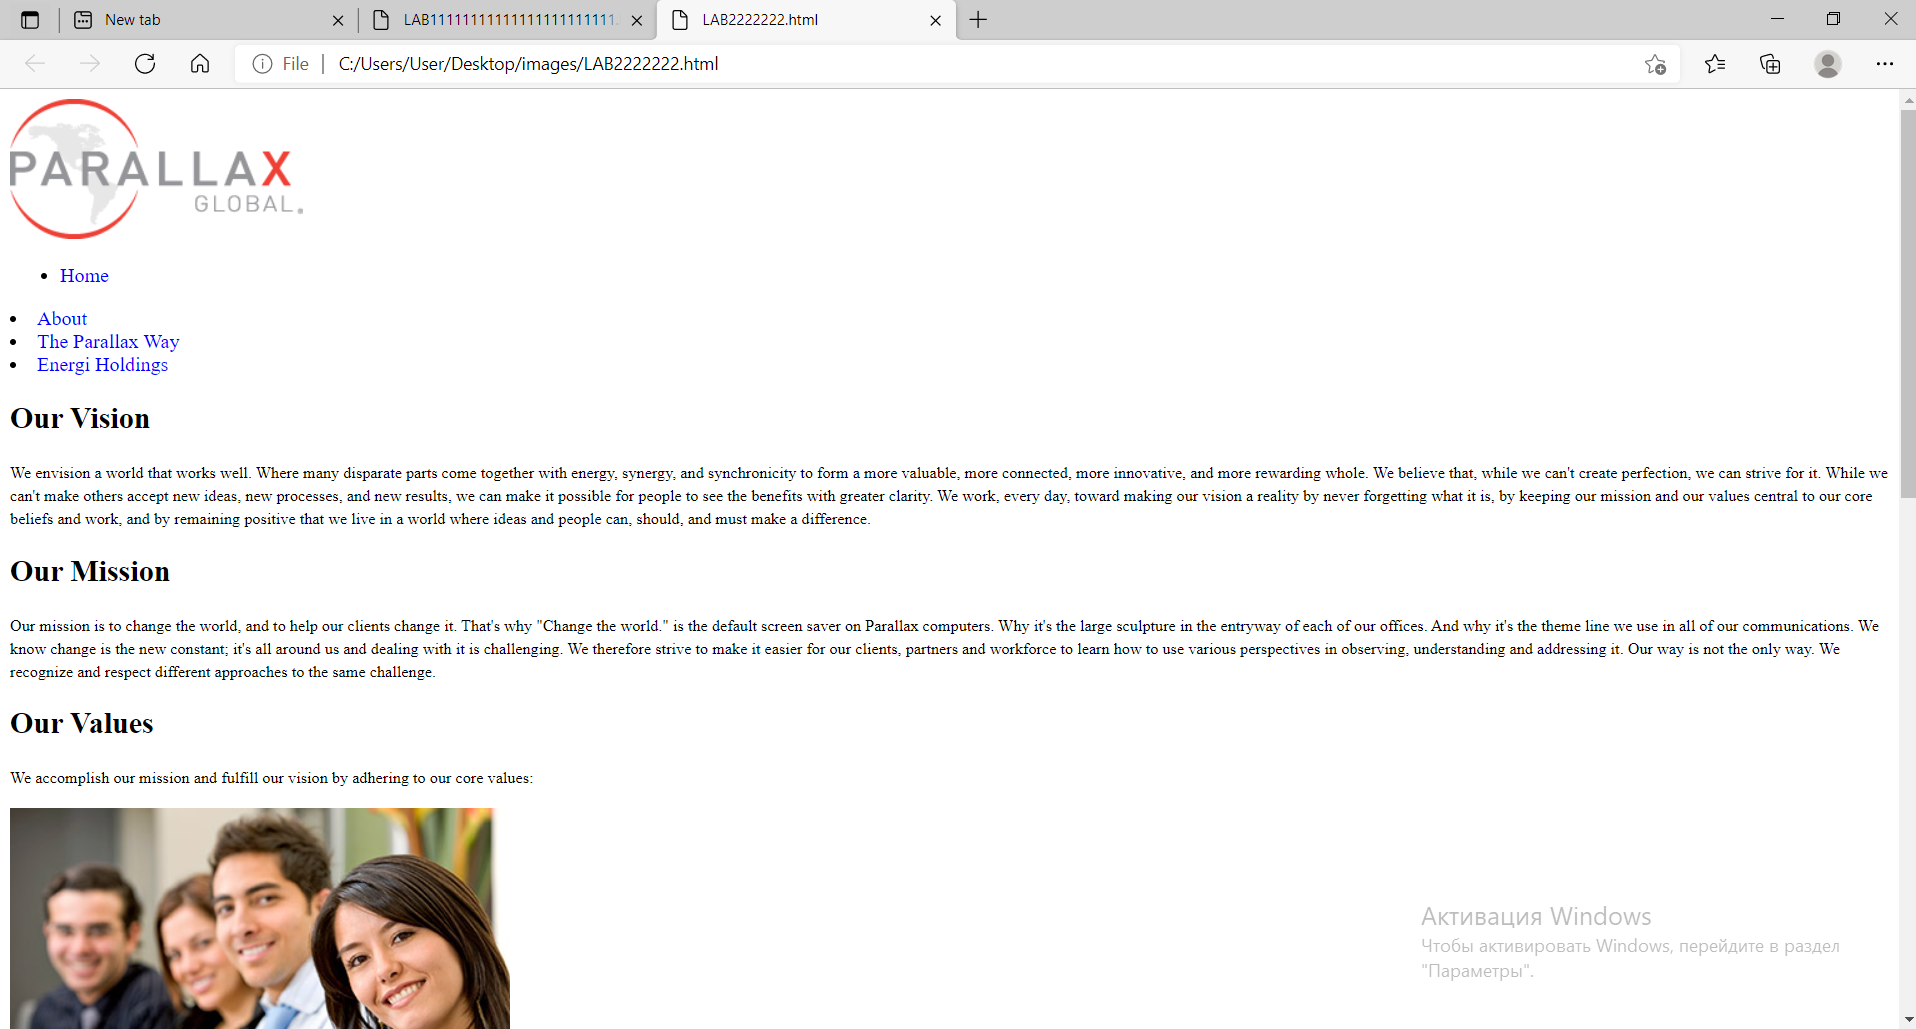 New tab
LAB1111111111111111111111111.
LAB2222222.html
File
C:/Users/User/Desktop/images/LAB2222222.html
PARALLAX
GLOBAL.
Home
About
The Parallax Way
Energi Holdings
Our Vision
We envision a world that works well. Where many disparate parts come together with energy, synergy, and synchronicity to form a more valuable, more connected, more innovative, and more rewarding whole. We believe that, while we can't create perfection, we can strive for it. While we
can't make others accept new ideas, new processes, and new results, we can make it possible for people to see the benefits with greater clarity. We work, every day, toward making our vision a reality by never forgetting what it is, by keeping our mission and our values central to our core
beliefs and work, and by remaining positive that we live in a world where ideas and people can, should, and must make a difference.
Our Mission
Our mission is to change the world, and to help our clients change it. That's why "Change the world." is the default screen saver on Parallax computers. Why it's the large sculpture in the entryway of each of our offices. And why it's the theme line we use in all of our communications. We
know change is the new constant; it's all around us and dealing with it is challenging. We therefore strive to make it easier for our clients, partners and workforce to learn how to use various perspectives in observing, understanding and addressing it. Our way is not the only way. We
recognize and respect different approaches to the same challenge.
Our Values
We accomplish our mission and fulfill our vision by adhering to our core values:
Активация Windows
Чтобы активировать Windows, перейдите в раздел
"Параметры".